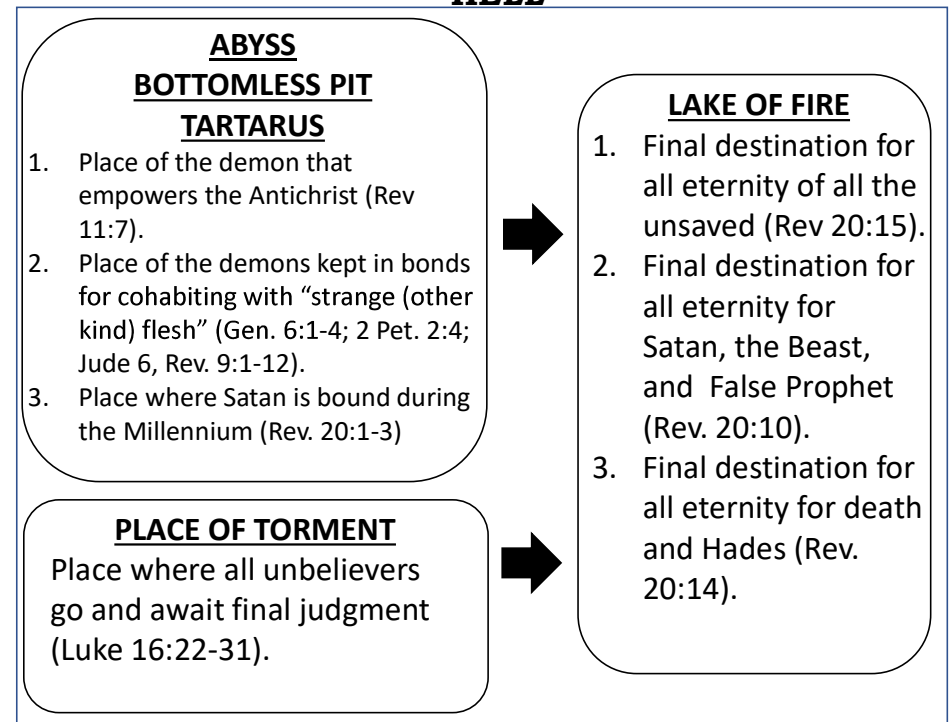 HELL
ABYSS
BOTTOMLESS PIT
TARTARUS
1. Place of the demon that
empowers the Antichrist (Rev
11:7).
2. Place of the demons kept in bonds
for cohabiting with “strange (other
kind) flesh” (Gen. 6:1-4; 2 Pet. 2:4;
Jude 6, Rev. 9:1-12).
3. Place where Satan is bound during
the Millennium (Rev. 20:1-3)
PLACE OF TORMENT
Place where all unbelievers
go and await final judgment
(Luke 16:22-31).
LAKE OF FIRE
1. Final destination for
all eternity of all the
unsaved (Rev 20:15).
2. Final destination for
all eternity for
Satan, the Beast,
and False Prophet
(Rev. 20:10).
3. Final destination for
all eternity for death
and Hades (Rev.
20:14).